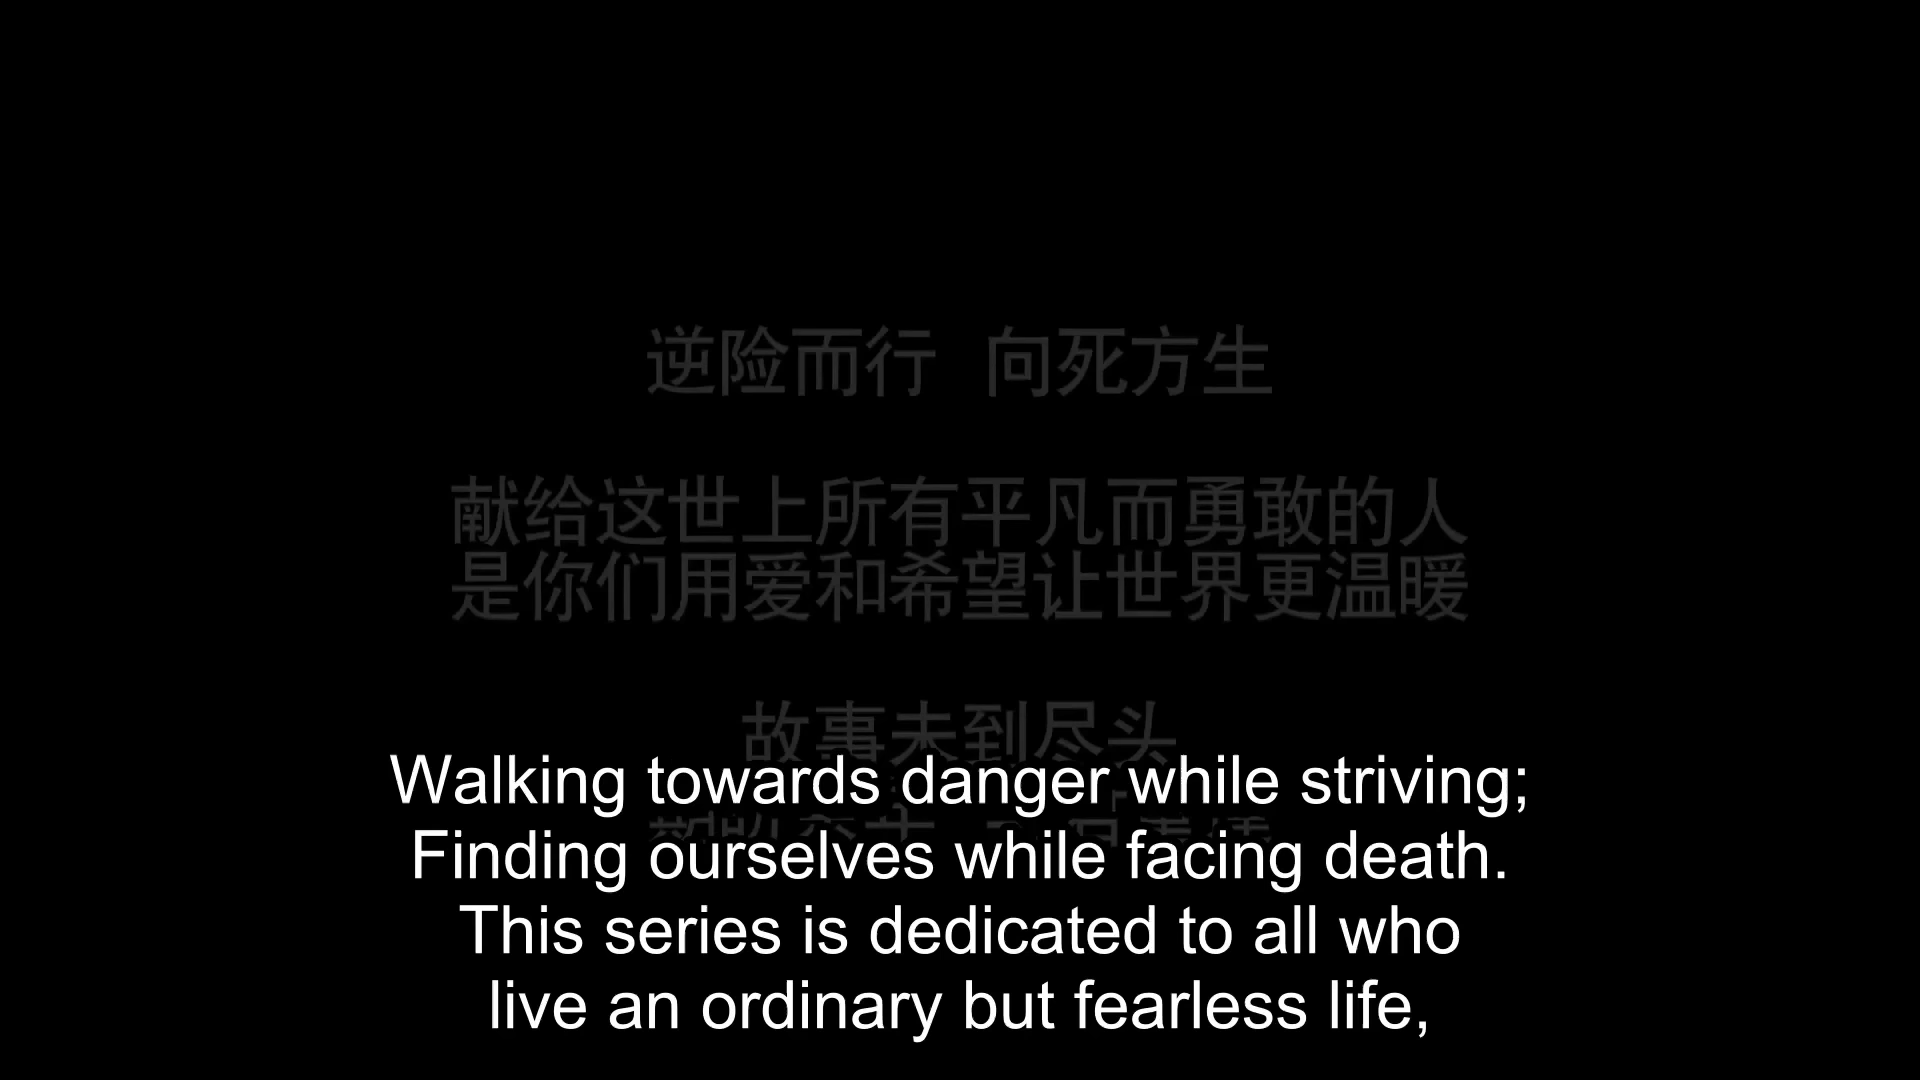 逆险而行 向死方生
献给这世上所有平凡而勇敢的人
是你们用爱和希望让世界更温暖
故事未到尽头
Walking towards danger while striving;
Finding ourselves while facing death.
This series is dedicated to all who
live an ordinary but fearless life,